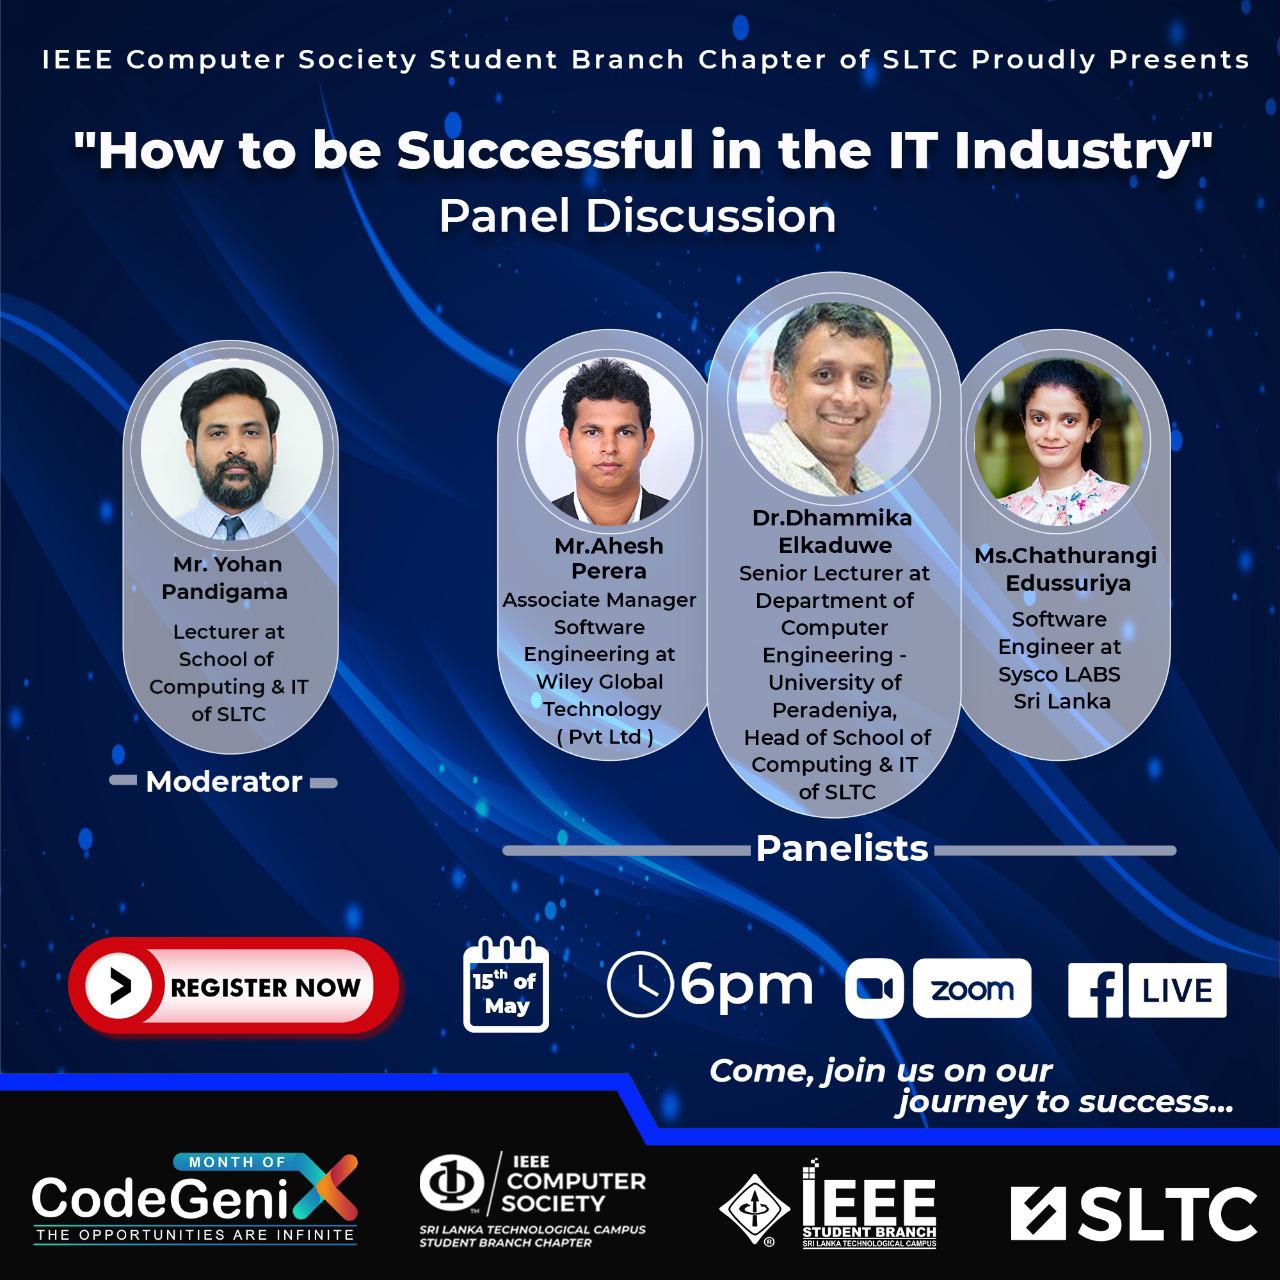 IEEE Computer Society Student Branch Chapter of SLTC Proudly Presents
"How to be Successful in the IT Industry"
Panel Discussion
Mr. Yohan
Pandigama
Lecturer at
School of
Computing & IT
of SLTC
Moderator
Mr.Ahesh
Perera
Associate Manager
Software
Engineering at
Wiley Global
Technology
( Pvt Ltd )
Dr.Dhammika
Elkaduwe
Senior Lecturer at
Department of
Computer
Engineering -
University of
Peradeniya,
Head of School of
Computing & IT
of SLTC
Ms.Chathurangi
Edussuriya
Software
Engineer at
Sysco LABS
Sri Lanka
Panelists
REGISTER NOW
15th of
May
6pm
zoom
f LIVE
Come, join us on our
journey to success...
MONTH OF
CodeGeniX
THE OPPORTUNITIES ARE INFINITE
IEEE
COMPUTER
SOCIETY
TM
SRI LANKA TECHNOLOGICAL CAMPUS
STUDENT BRANCH CHAPTER
®
IEEE
STUDENT BRANCH
SRI LANKA TECHNOLOGICAL CAMPUS
SLTC